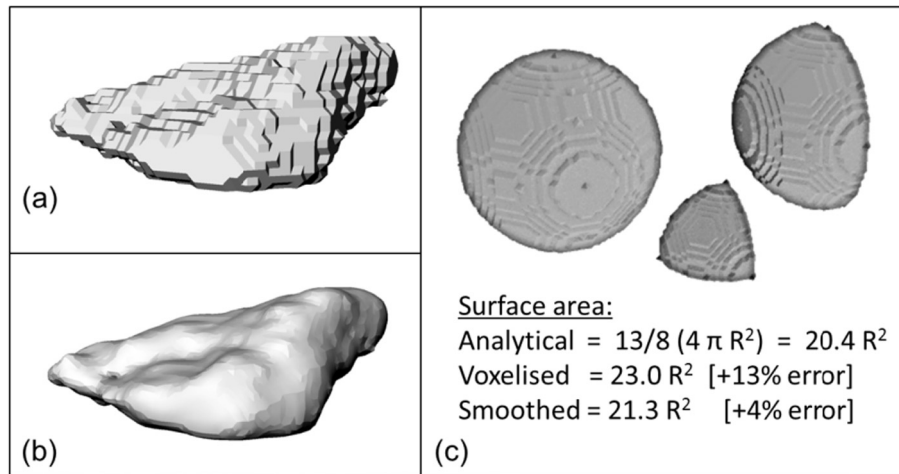 (a)
(b)
Surface area:
Analytical = 13/8 (4 π R²) = 20.4 R²
Voxelised = 23.0 R² [+13% error]
Smoothed = 21.3 R² [+4% error]
(c)